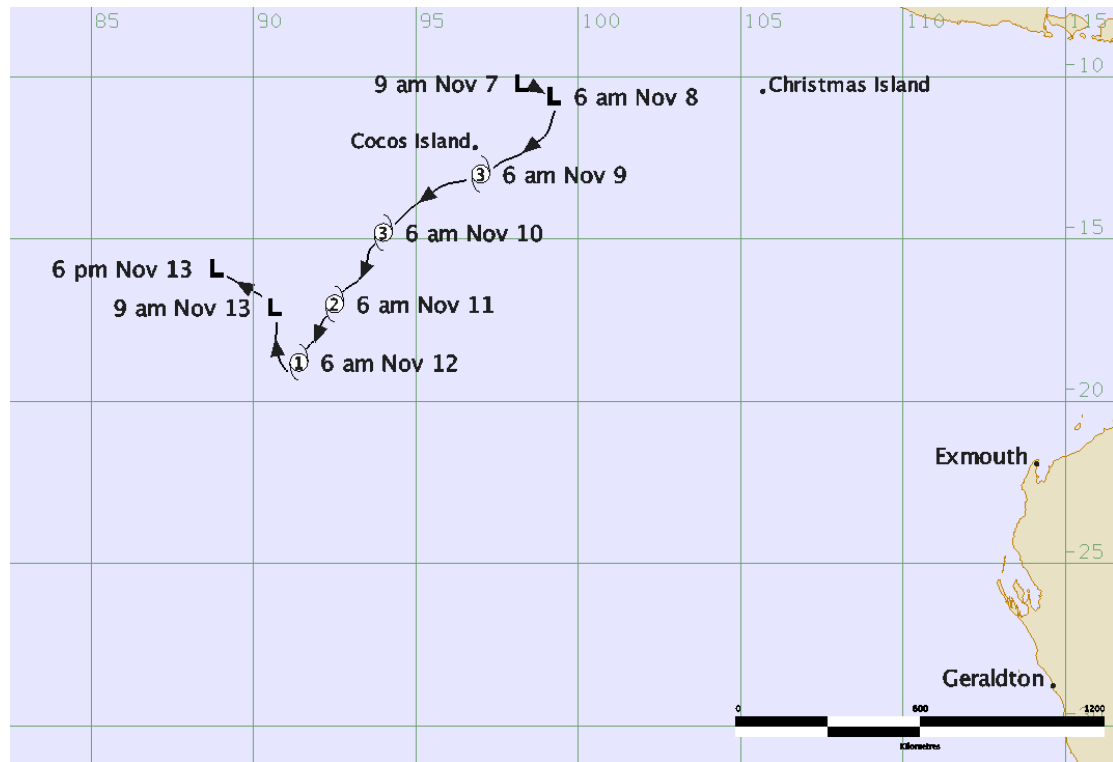 85 90 95 100 105 110 115
10
9 am Nov 7
L
L
6 am Nov 8
Christmas Island
Cocos Island
3
6 am Nov 9
15
3
6 am Nov 10
6 pm Nov 13
L
9 am Nov 13
L
2
6 am Nov 11
1
6 am Nov 12
20
Exmouth
25
Geraldton
0 600 1200
Kilometres